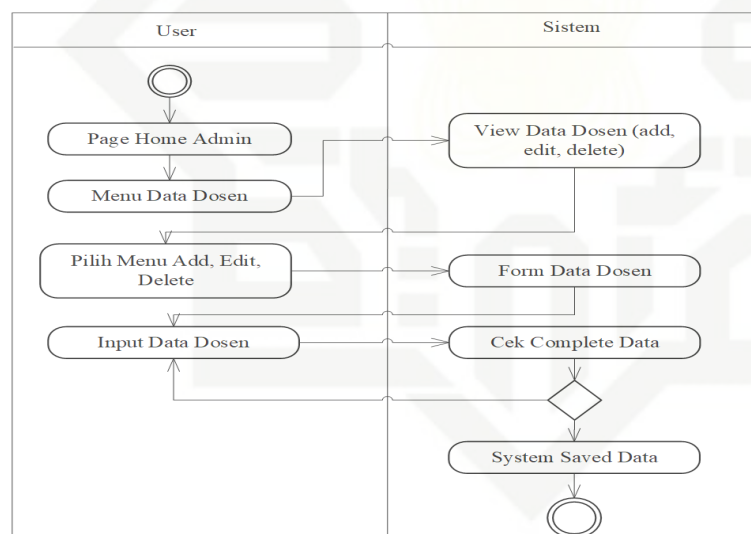 User
Sistem
Page Home Admin
View Data Dosen (add,
edit, delete)
Menu Data Dosen
Pilih Menu Add, Edit,
Delete
Form Data Dosen
Input Data Dosen
Cek Complete Data
System Saved Data